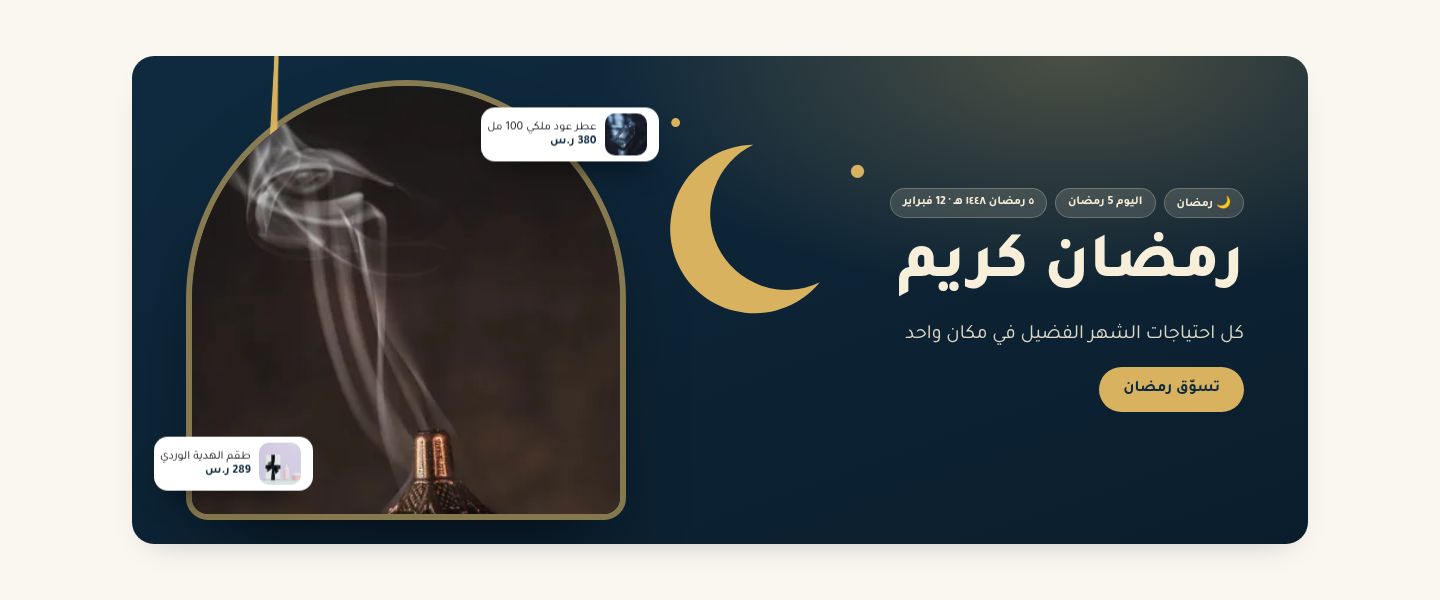 🌙 رمضان
اليوم 5 رمضان
٥ رمضان ١٤٤٨ هـ · 12 فبراير
رمضان كريم
كل احتياجات الشهر الفضيل في مكان واحد
تسوّق رمضان
عطر عود ملكي 100 مل
380 ر.س
طقم الهدية الوردي
289 ر.س